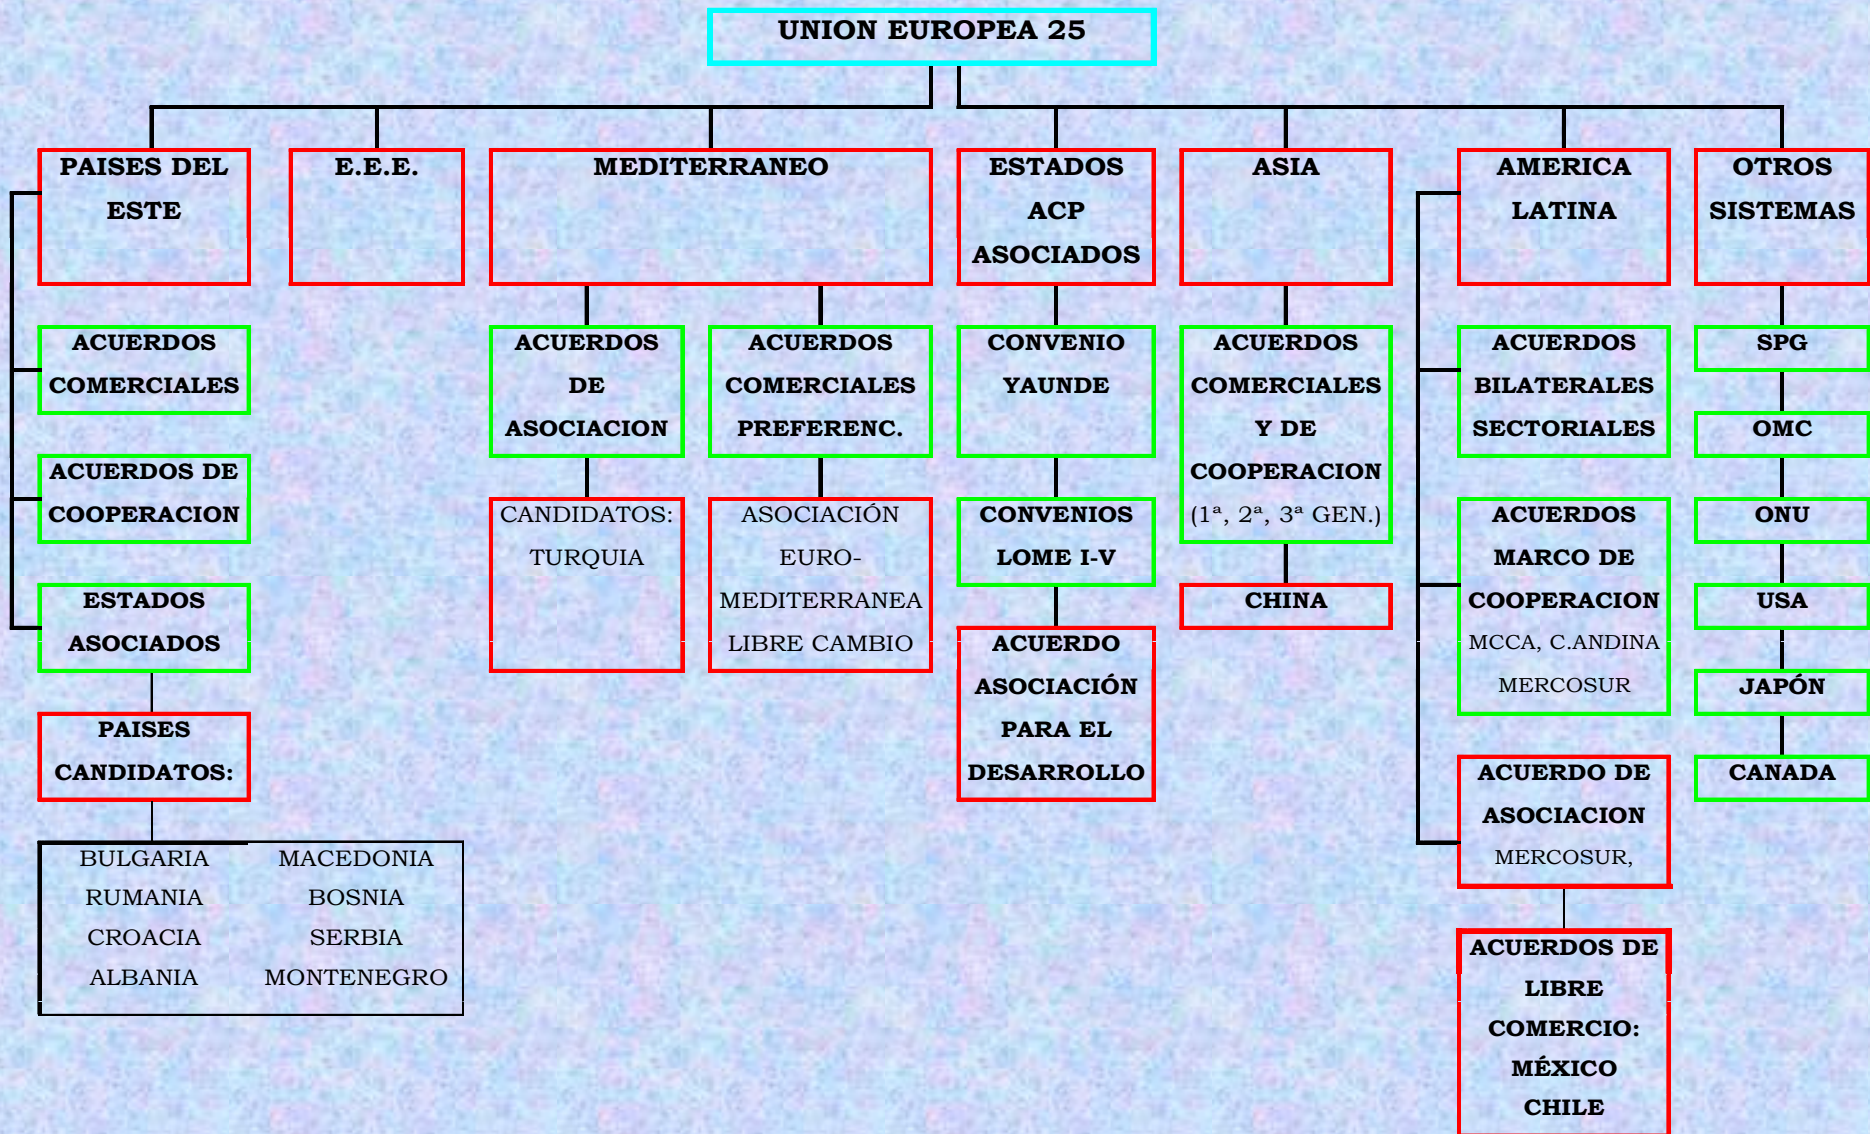 UNION EUROPEA 25
PAISES DEL
ESTE
E.E.E.
MEDITERRANEO
ESTADOS
ACP
ASOCIADOS
ASIA
AMERICA
LATINA
OTROS
SISTEMAS
ACUERDOS
COMERCIALES
ACUERDOS DE
COOPERACION
ESTADOS
ASOCIADOS
PAISES
CANDIDATOS:
BULGARIA
RUMANIA
CROACIA
ALBANIA
MACEDONIA
BOSNIA
SERBIA
MONTENEGRO
ACUERDOS
DE
ASOCIACION
CANDIDATOS:
TURQUIA
ACUERDOS
COMERCIALES
PREFERENC.
ASOCIACIÓN
EURO-
MEDITERRANEA
LIBRE CAMBIO
CONVENIO
YAUNDE
CONVENIOS
LOME I-V
ACUERDO
ASOCIACIÓN
PARA EL
DESARROLLO
ACUERDOS
COMERCIALES
Y DE
COOPERACION
(1ª, 2ª, 3ª GEN.)
CHINA
ACUERDOS
BILATERALES
SECTORIALES
ACUERDOS
MARCO DE
COOPERACION
MCCA, C.ANDINA
MERCOSUR
ACUERDO DE
ASOCIACION
MERCOSUR,
ACUERDOS DE
LIBRE
COMERCIO:
MÉXICO
CHILE
SPG
OMC
ONU
USA
JAPÓN
CANADA